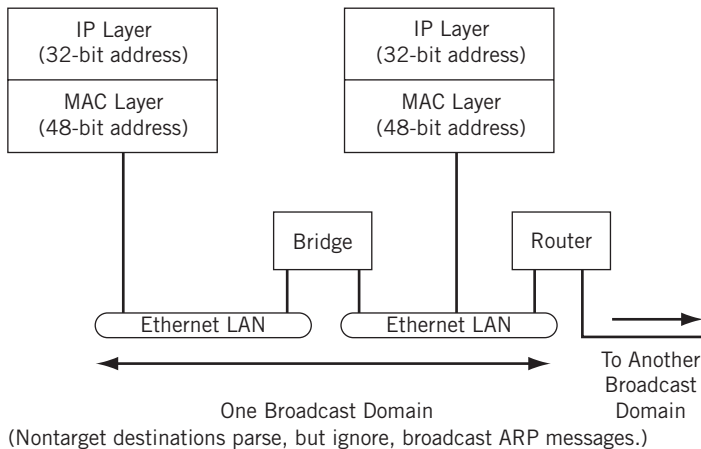 IP Layer
(32-bit address)
MAC Layer
(48-bit address)
IP Layer
(32-bit address)
MAC Layer
(48-bit address)
Bridge
Router
Ethernet LAN
Ethernet LAN
To Another
Broadcast
Domain
One Broadcast Domain
(Nontarget destinations parse, but ignore, broadcast ARP messages.)